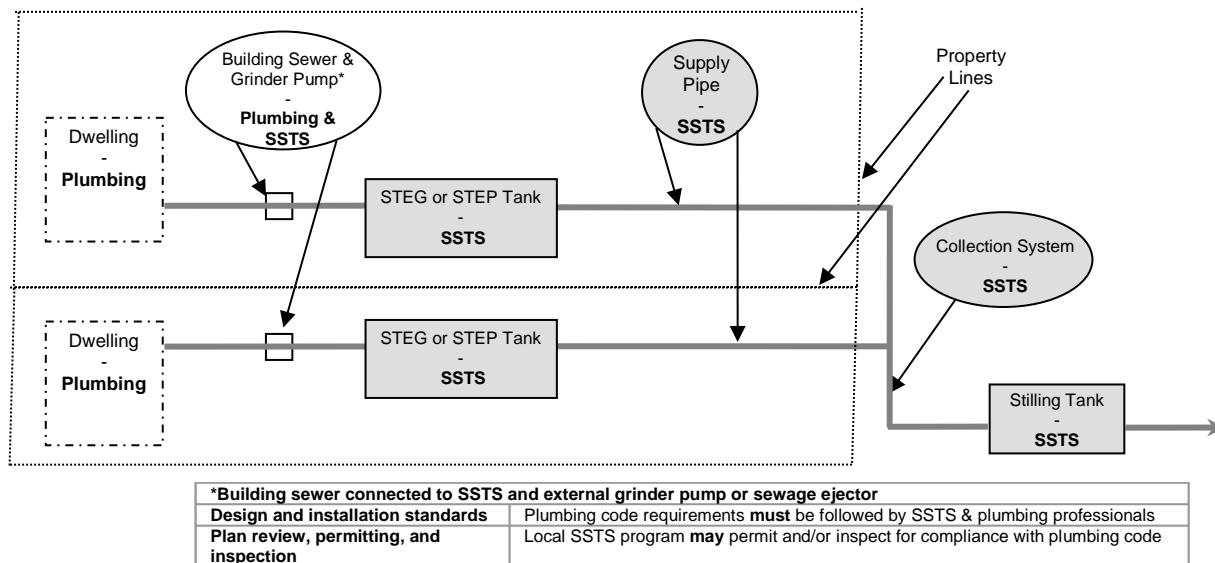 Building Sewer &
Grinder Pump*
-
Plumbing &
SSTS
Supply
Pipe
-
SSTS
Property
Lines
Dwelling
-
Plumbing
STEG or STEP Tank
-
SSTS
Collection System
-
SSTS
Dwelling
-
Plumbing
STEG or STEP Tank
-
SSTS
Stilling Tank
-
SSTS
*Building sewer connected to SSTS and external grinder pump or sewage ejector
Design and installation standards Plumbing code requirements must be followed by SSTS & plumbing professionals
Plan review, permitting, and Local SSTS program may permit and/or inspect for compliance with plumbing code
inspection